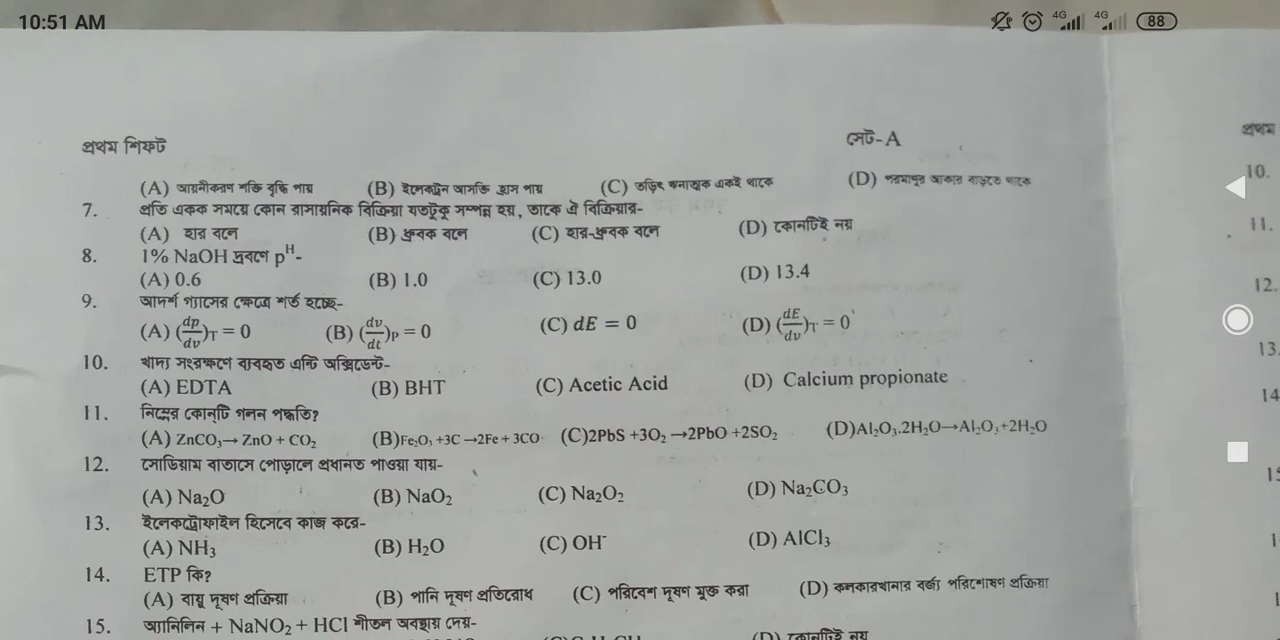 10:51 AM 4G 4G 88
প্রথম শিফট সেট-A
প্রথম
(A) আয়নীকরণ শক্তি বৃদ্ধি পায় (B) ইলেকট্রন আসক্তি হ্রাস পায় (C) তড়িৎ ঋনাত্মক একই থাকে (D) পরমাণুর আকার বাড়তে থাকে
10.
7. প্রতি একক সময়ে কোন রাসায়নিক বিক্রিয়া যতটুকু সম্পন্ন হয়, তাকে ঐ বিক্রিয়ার-
(A) হার বলে (B) ধ্রুবক বলে (C) হার-ধ্রুবক বলে (D) কোনটিই নয়
11.
8. 1% NaOH দ্রবণে p^H-
(A) 0.6 (B) 1.0 (C) 13.0 (D) 13.4
12.
9. আদর্শ গ্যাসের ক্ষেত্রে শর্ত হচ্ছে-
(A) (dp/dv)T = 0 (B) (dv/dt)P = 0 (C) dE = 0 (D) (dE/dv)T = 0
13.
10. খাদ্য সংরক্ষণে ব্যবহৃত এন্টি অক্সিডেন্ট-
(A) EDTA (B) BHT (C) Acetic Acid (D) Calcium propionate
14
11. নিম্নের কোন্‌টি গলন পদ্ধতি?
(A) ZnCO₃→ ZnO + CO₂ (B)Fe₂O₃ +3C →2Fe + 3CO (C)2PbS +3O₂ →2PbO +2SO₂ (D)Al₂O₃.2H₂O→Al₂O₃+2H₂O
12. সোডিয়াম বাতাসে পোড়ালে প্রধানত পাওয়া যায়-
(A) Na₂O (B) NaO₂ (C) Na₂O₂ (D) Na₂CO₃
13. ইলেকট্রোফাইল হিসেবে কাজ করে-
(A) NH₃ (B) H₂O (C) OH⁻ (D) AlCl₃
14. ETP কি?
(A) বায়ু দূষণ প্রক্রিয়া (B) পানি দূষণ প্রতিরোধ (C) পরিবেশ দূষণ মুক্ত করা (D) কলকারখানার বর্জ্য পরিশোষণ প্রক্রিয়া
15. অ্যানিলিন + NaNO₂ + HCl শীতল অবস্থায় দেয়-
(D) কোনটিই নয়